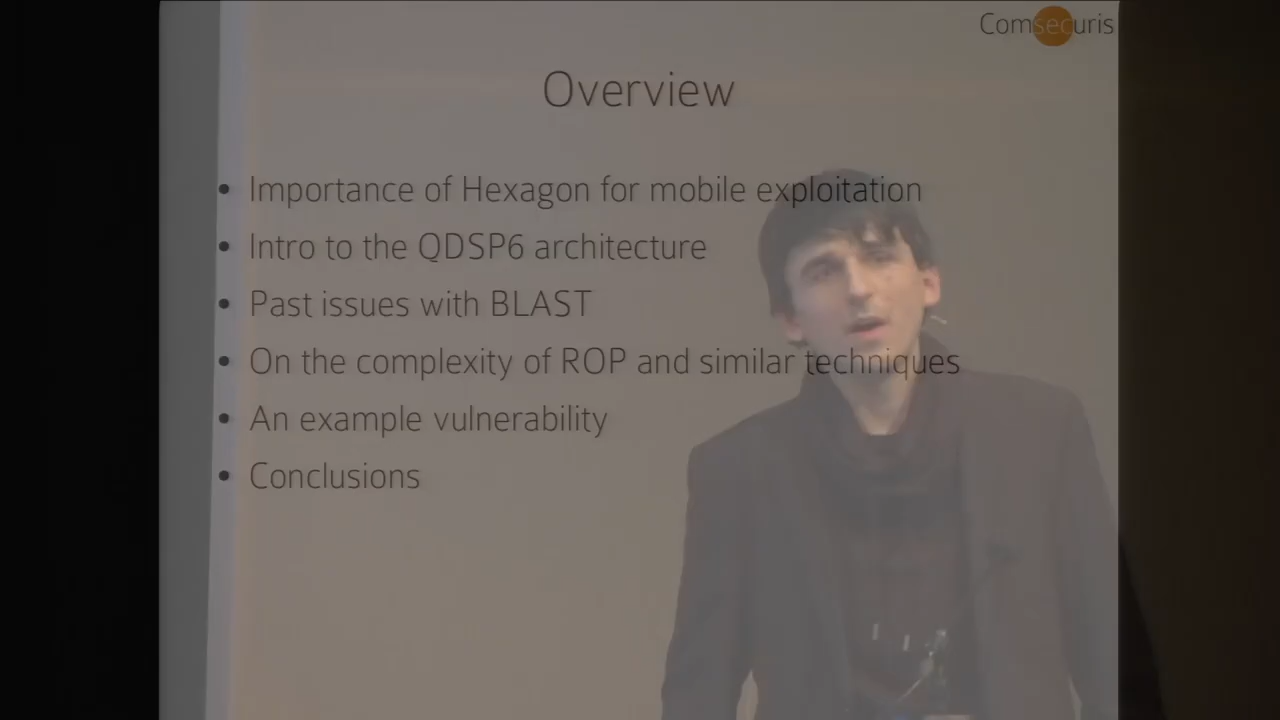 Comsecuris
Overview
• Importance of Hexagon for mobile exploitation
• Intro to the QDSP6 architecture
• Past issues with BLAST
• On the complexity of ROP and similar techniques
• An example vulnerability
• Conclusions